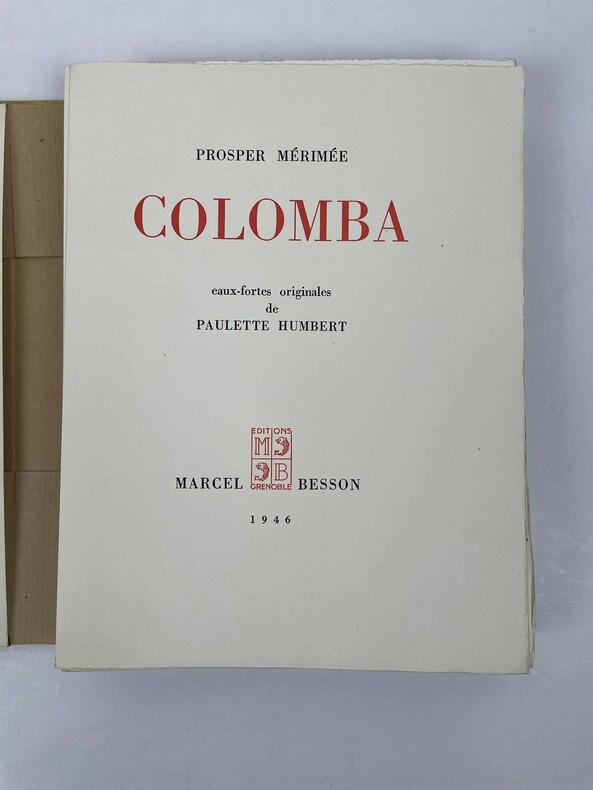 PROSPER MÉRIMÉE
COLOMBA
eaux-fortes originales
de
PAULETTE HUMBERT
EDITIONS
M
B
GRENOBLE
MARCEL BESSON
1946